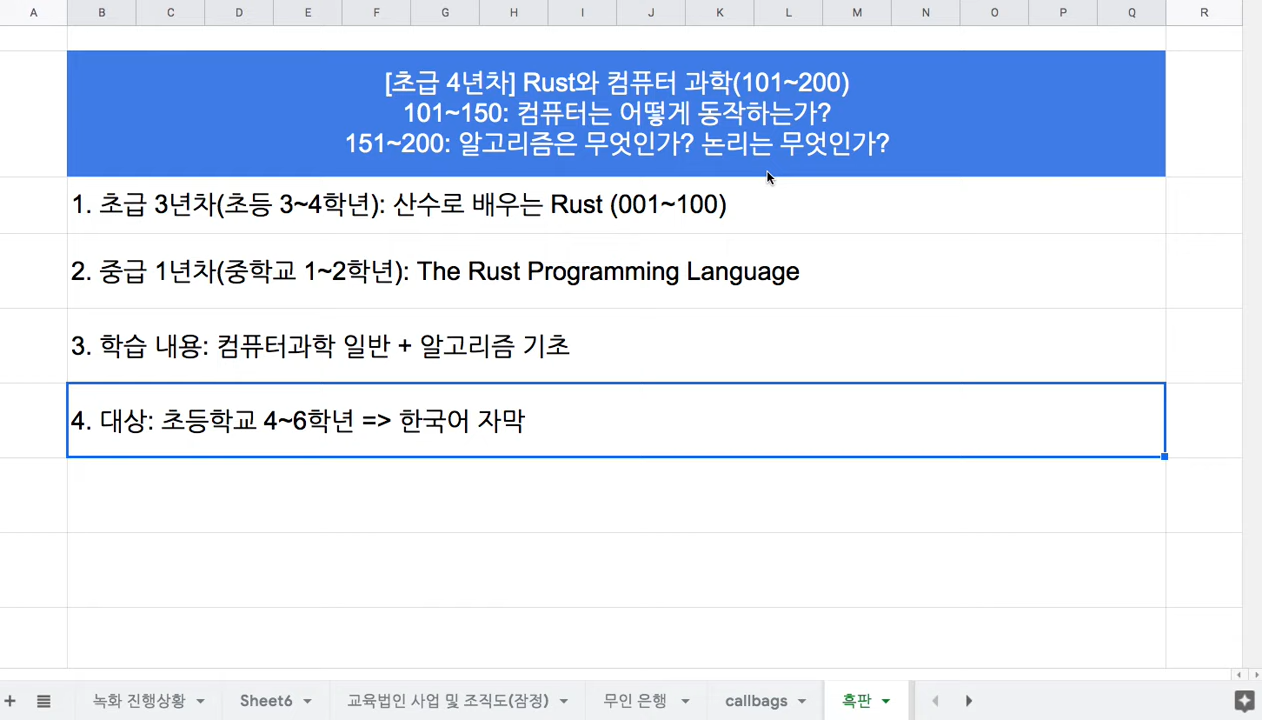 A B C D E F G H I J K L M N O P Q R
[초급 4년차] Rust와 컴퓨터 과학(101~200)
101~150: 컴퓨터는 어떻게 동작하는가?
151~200: 알고리즘은 무엇인가? 논리는 무엇인가?
1. 초급 3년차(초등 3~4학년): 산수로 배우는 Rust (001~100)
2. 중급 1년차(중학교 1~2학년): The Rust Programming Language
3. 학습 내용: 컴퓨터과학 일반 + 알고리즘 기초
4. 대상: 초등학교 4~6학년 => 한국어 자막
녹화 진행상황 Sheet6 교육법인 사업 및 조직도(잠정) 무인 은행 callbags 흑판